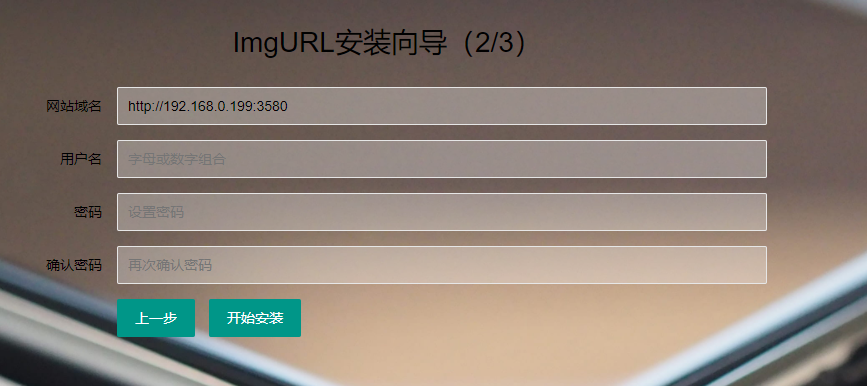 ImgURL安装向导（2/3）
网站域名 http://192.168.0.199:3580
用户名 字母或数字组合
密码 设置密码
确认密码 再次确认密码
上一步 开始安装